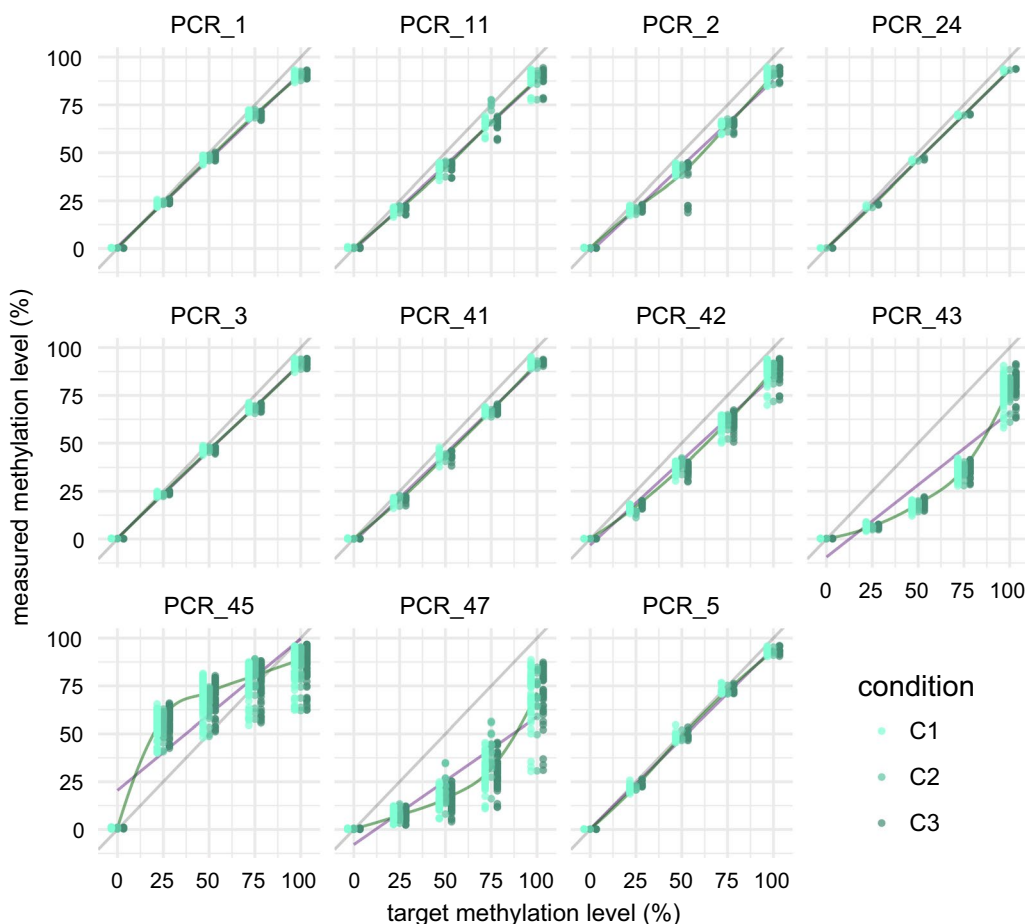 PCR_1 PCR_11 PCR_2 PCR_24
100
75
50
25
0
PCR_3 PCR_41 PCR_42 PCR_43
100
75
50
25
0
0 25 50 75 100
PCR_45 PCR_47 PCR_5
100
75
50
25
0
0 25 50 75 100 0 25 50 75 100 0 25 50 75 100
measured methylation level (%)
target methylation level (%)
condition
C1
C2
C3